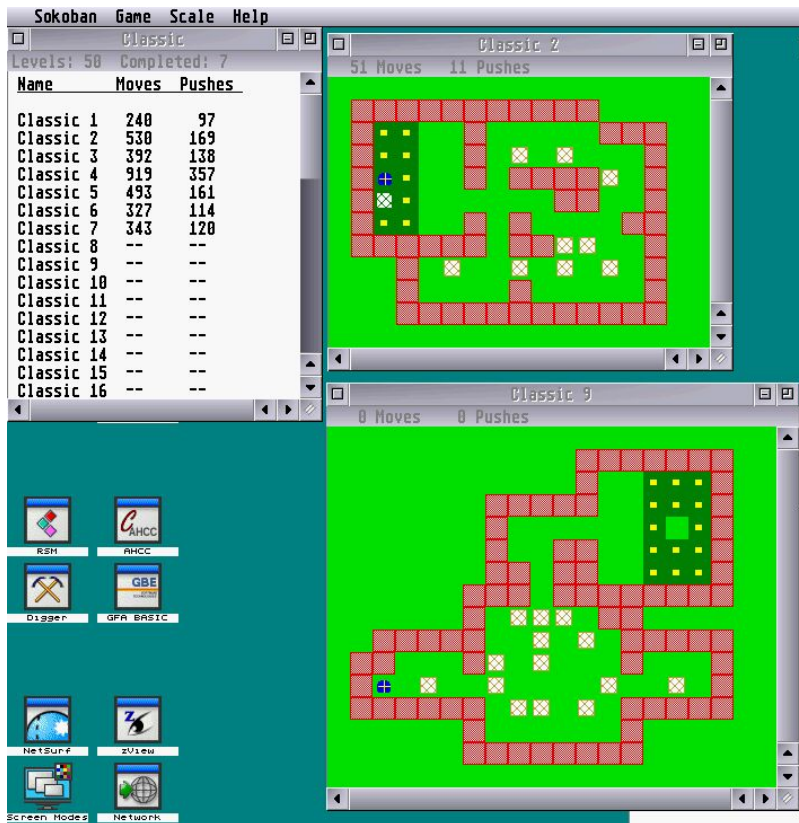 Sokoban Game Scale Help
Classic
Levels: 50 Completed: 7
Name Moves Pushes
Classic 1 240 97
Classic 2 530 169
Classic 3 392 138
Classic 4 919 357
Classic 5 493 161
Classic 6 327 114
Classic 7 343 120
Classic 8 -- --
Classic 9 -- --
Classic 10 -- --
Classic 11 -- --
Classic 12 -- --
Classic 13 -- --
Classic 14 -- --
Classic 15 -- --
Classic 16 -- --
Classic 2
51 Moves 11 Pushes
Classic 9
0 Moves 0 Pushes
CAHCC
RSM AHCC
GBE
Digger GFA BASIC
NetSurf zView
Screen Modes Network